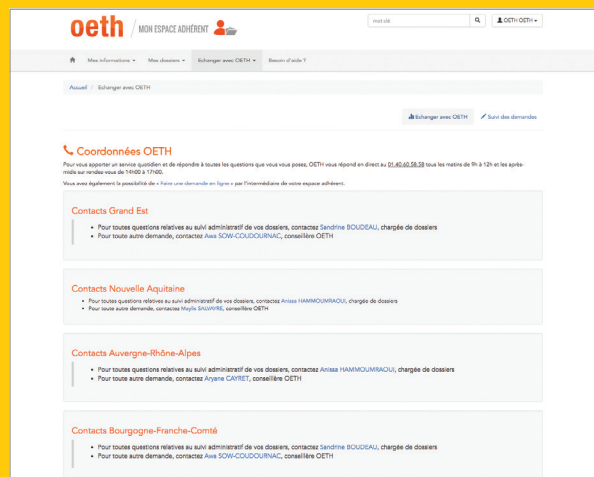 oeth / MON ESPACE ADHÉRENT
mot clé
OETH OETH
Mes informations Mes dossiers Echanger avec OETH Besoin d'aide ?
Accueil / Echanger avec OETH
Echanger avec OETH Suivi des demandes
Coordonnées OETH
Pour vous apporter un service quotidien et de répondre à toutes les questions que vous vous posez, OETH vous répond en direct au 01.40.60.58.58 tous les matins de 9h à 12h et les après-
midis sur rendez-vous de 14h00 à 17h00.
Vous avez également la possibilité de « Faire une demande en ligne » par l'intermédiaire de votre espace adhérent.
Contacts Grand Est
• Pour toutes questions relatives au suivi administratif de vos dossiers, contactez Sandrine BOUDEAU, chargée de dossiers
• Pour toute autre demande, contactez Awa SOW-COUDOURNAC, conseillère OETH
Contacts Nouvelle Aquitaine
• Pour toutes questions relatives au suivi administratif de vos dossiers, contactez Anissa HAMMOUMRAOUI, chargée de dossiers
• Pour toute autre demande, contactez Maylis SALVAYRE, conseillère OETH
Contacts Auvergne-Rhône-Alpes
• Pour toutes questions relatives au suivi administratif de vos dossiers, contactez Anissa HAMMOUMRAOUI, chargée de dossiers
• Pour toute autre demande, contactez Aryane CAYRET, conseillère OETH
Contacts Bourgogne-Franche-Comté
• Pour toutes questions relatives au suivi administratif de vos dossiers, contactez Sandrine BOUDEAU, chargée de dossiers
• Pour toute autre demande, contactez Awa SOW-COUDOURNAC, conseillère OETH